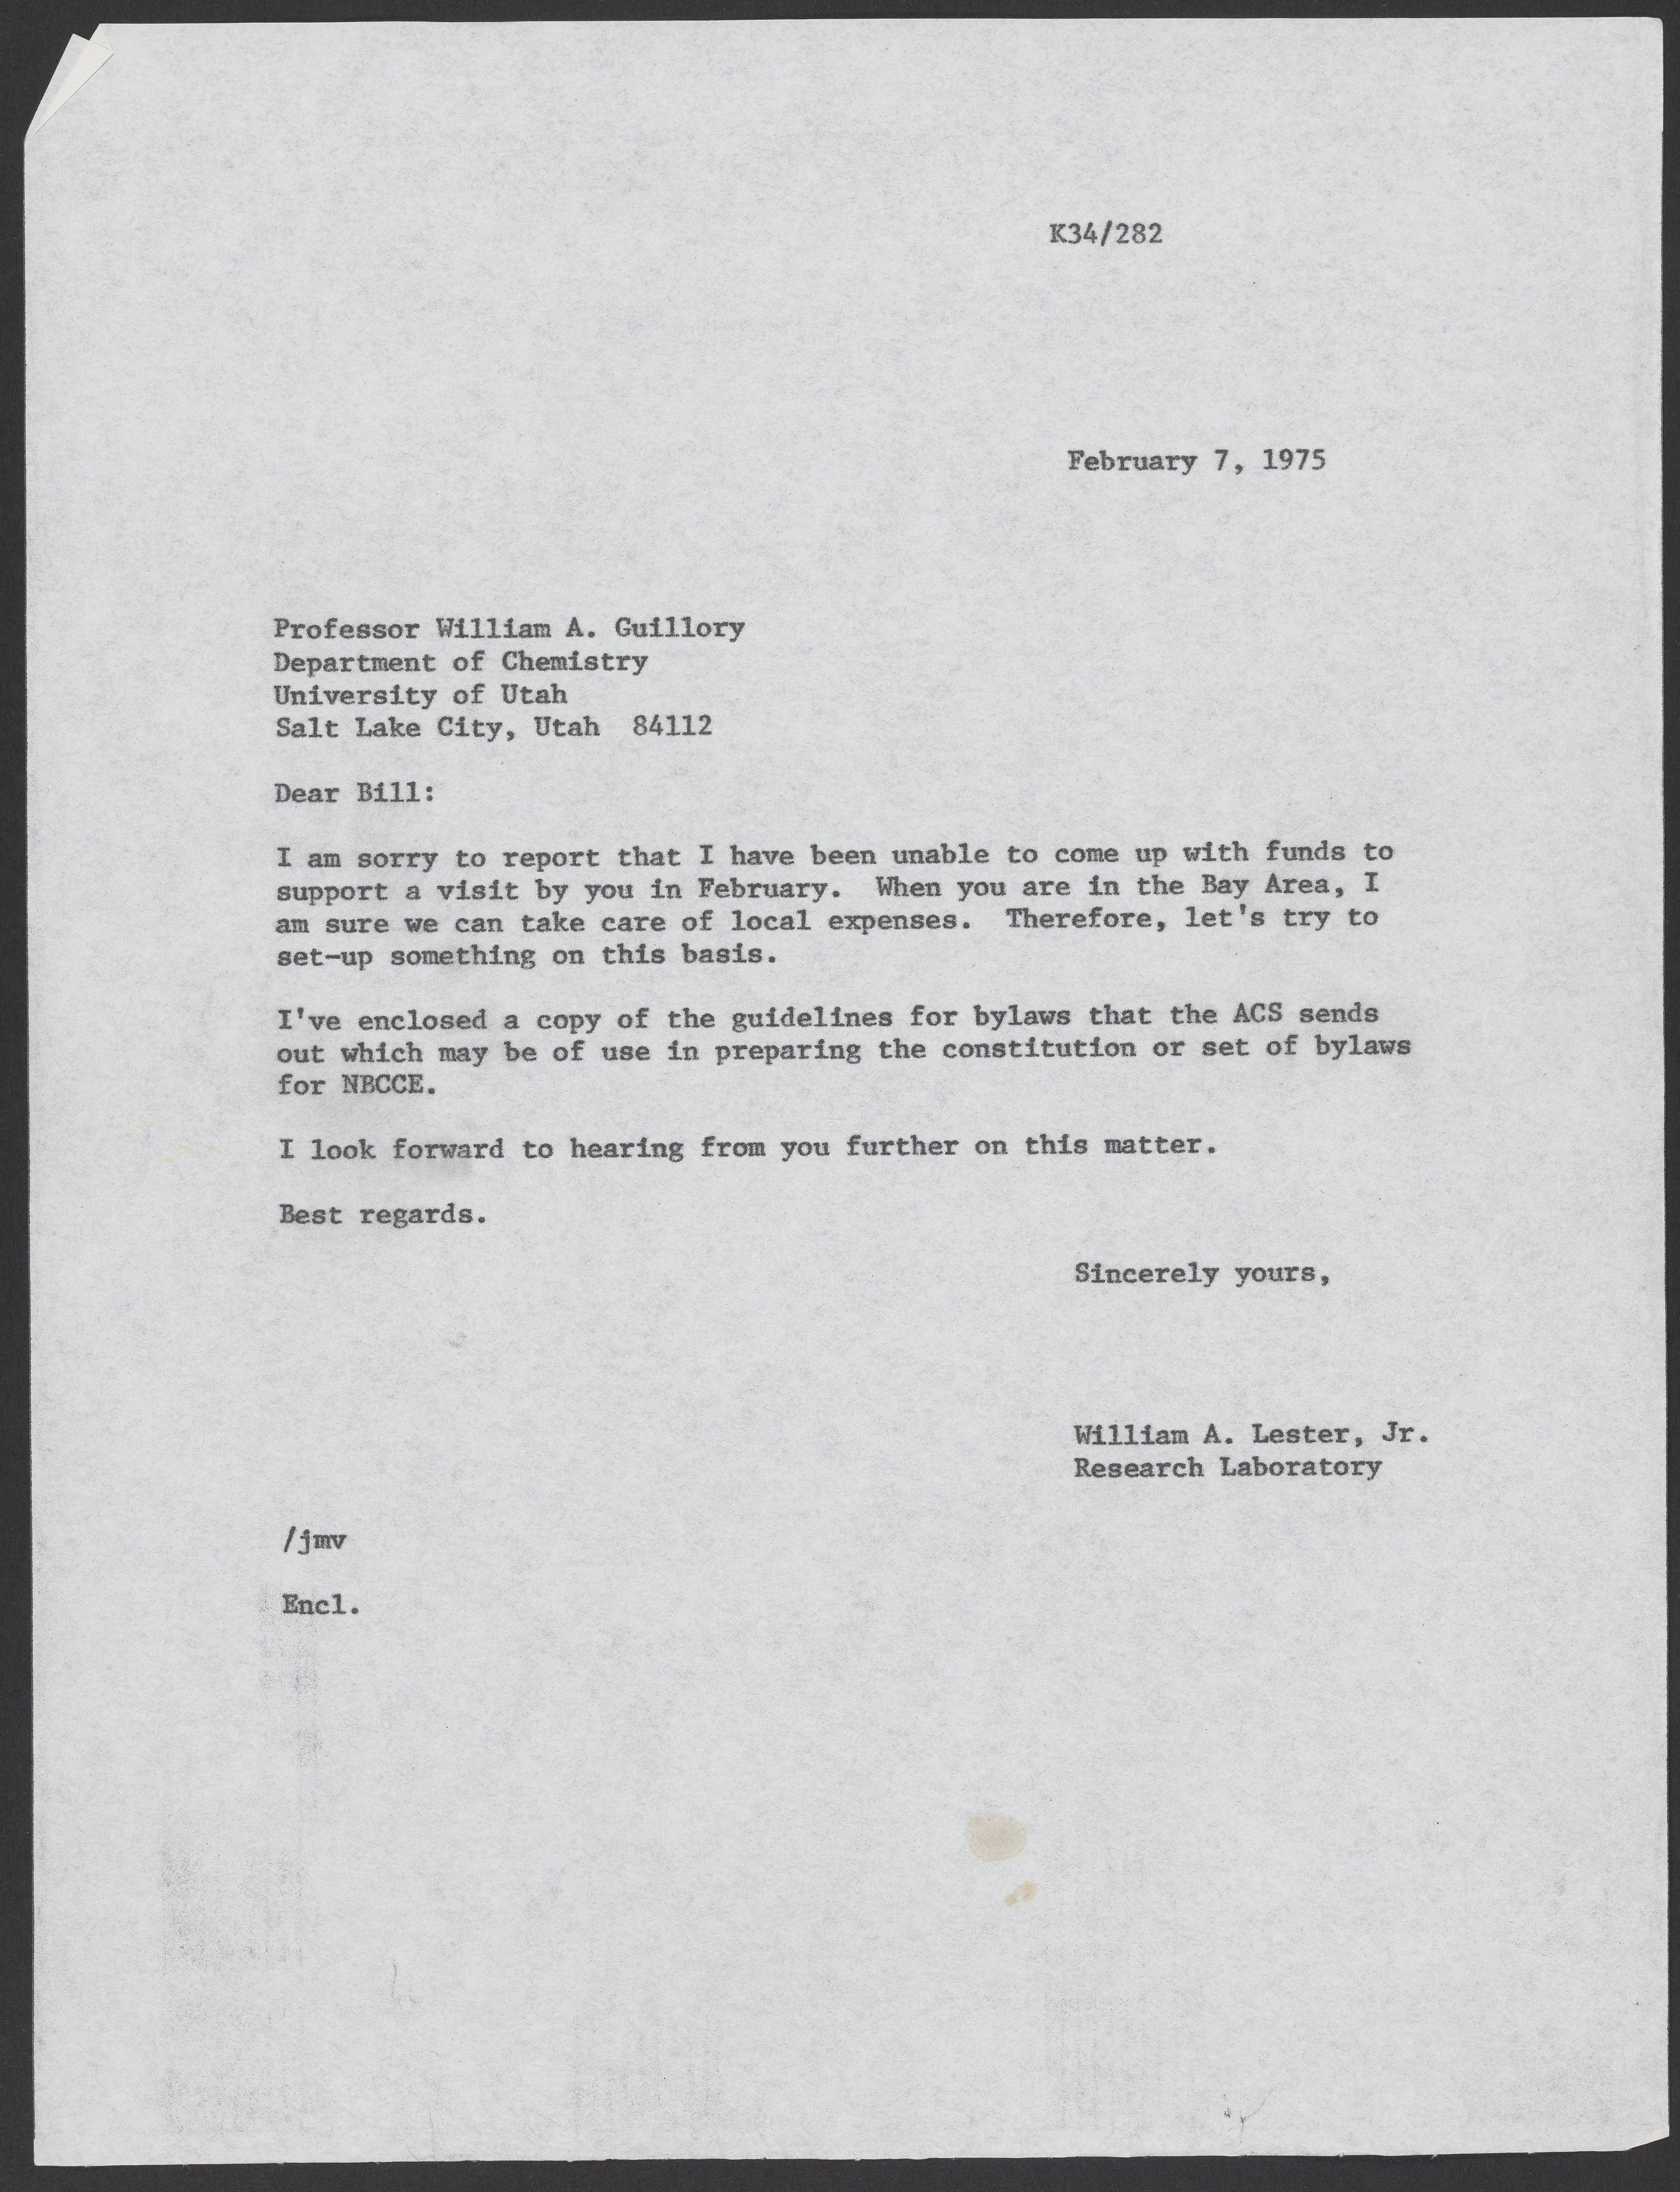 K34/282
February 7, 1975
Professor William A. Guillory
Department of Chemistry
University of Utah
Salt Lake City, Utah  84112
Dear Bill:
I am sorry to report that I have been unable to come up with funds to
support a visit by you in February.  When you are in the Bay Area, I
am sure we can take care of local expenses.  Therefore, let's try to
set-up something on this basis.
I've enclosed a copy of the guidelines for bylaws that the ACS sends
out which may be of use in preparing the constitution or set of bylaws
for NBCCE.
I look forward to hearing from you further on this matter.
Best regards.
Sincerely yours,
William A. Lester, Jr.
Research Laboratory
/jmv
Encl.